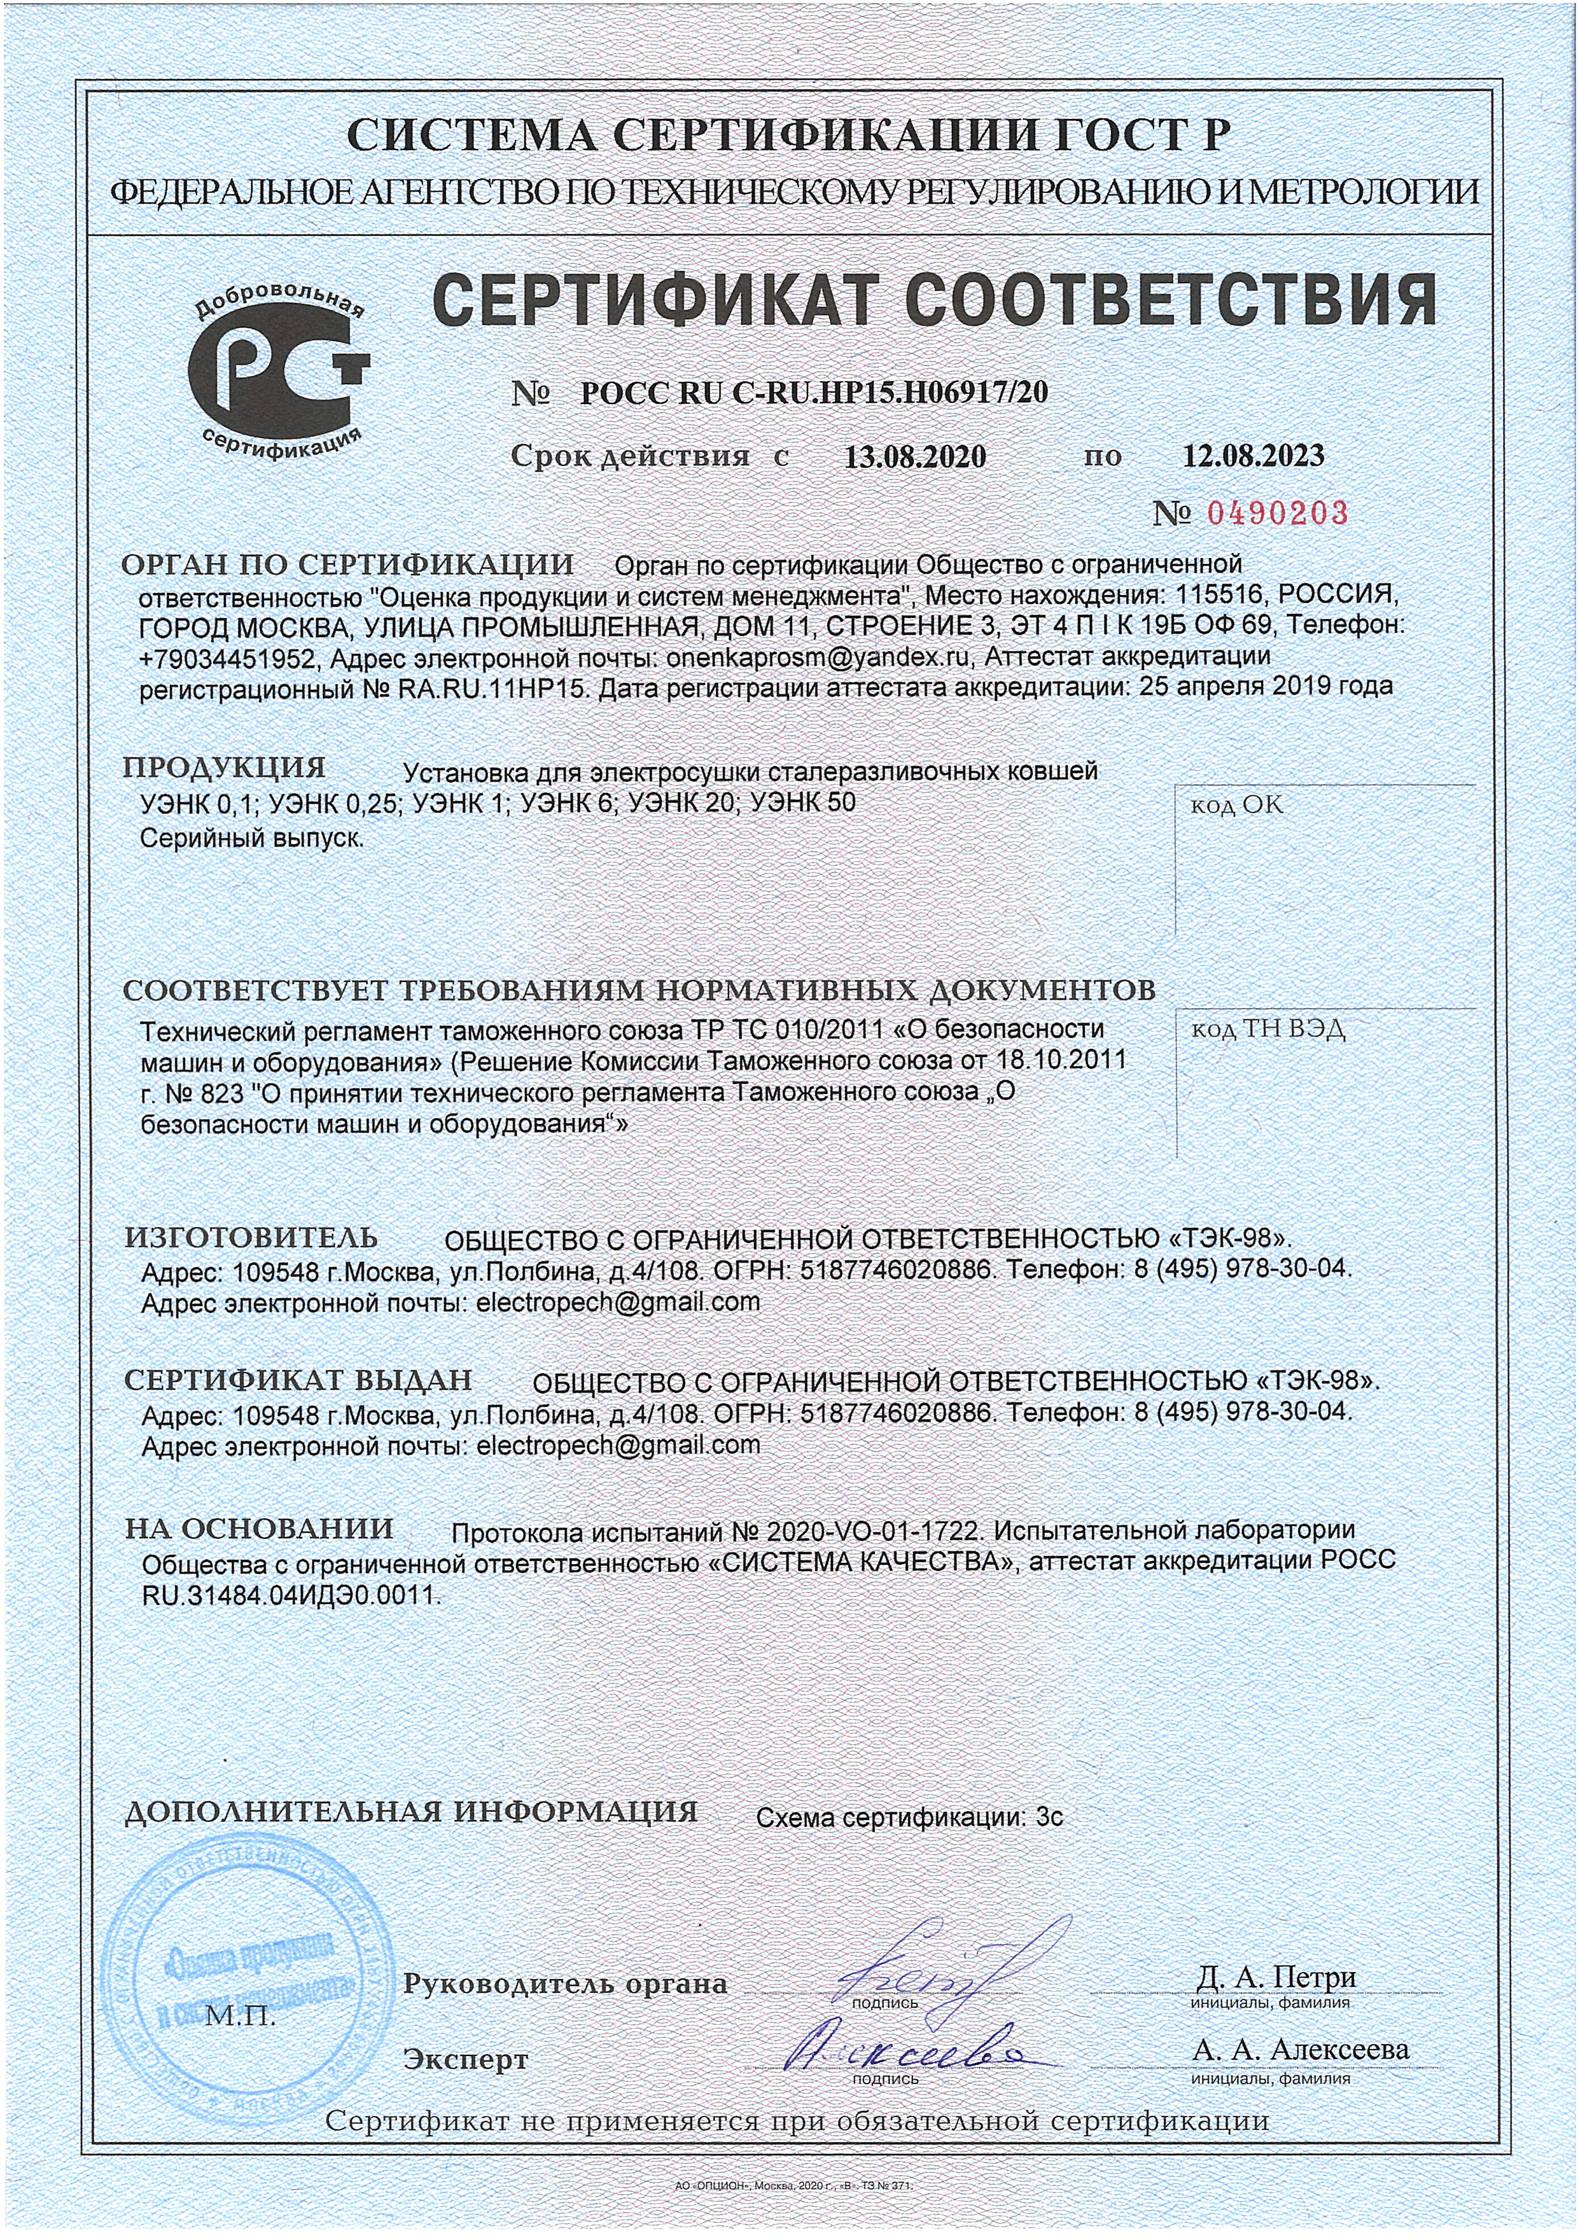 СИСТЕМА СЕРТИФИКАЦИИ ГОСТ Р
ФЕДЕРАЛЬНОЕ АГЕНТСТВО ПО ТЕХНИЧЕСКОМУ РЕГУЛИРОВАНИЮ И МЕТРОЛОГИИ
Добровольная
РСТ
сертификация
СЕРТИФИКАТ СООТВЕТСТВИЯ
№ РОСС RU C-RU.НР15.Н06917/20
Срок действия с 13.08.2020 по 12.08.2023
№ 0490203
ОРГАН ПО СЕРТИФИКАЦИИ Орган по сертификации Общество с ограниченной
ответственностью "Оценка продукции и систем менеджмента", Место нахождения: 115516, РОССИЯ,
ГОРОД МОСКВА, УЛИЦА ПРОМЫШЛЕННАЯ, ДОМ 11, СТРОЕНИЕ 3, ЭТ 4 П I К 19Б ОФ 69, Телефон:
+79034451952, Адрес электронной почты: onenkaprosm@yandex.ru, Аттестат аккредитации
регистрационный № RA.RU.11НР15. Дата регистрации аттестата аккредитации: 25 апреля 2019 года
ПРОДУКЦИЯ Установка для электросушки сталеразливочных ковшей
УЭНК 0,1; УЭНК 0,25; УЭНК 1; УЭНК 6; УЭНК 20; УЭНК 50
Серийный выпуск.
код ОК
СООТВЕТСТВУЕТ ТРЕБОВАНИЯМ НОРМАТИВНЫХ ДОКУМЕНТОВ
Технический регламент таможенного союза ТР ТС 010/2011 «О безопасности
машин и оборудования» (Решение Комиссии Таможенного союза от 18.10.2011
г. № 823 "О принятии технического регламента Таможенного союза „О
безопасности машин и оборудования“»
код ТН ВЭД
ИЗГОТОВИТЕЛЬ ОБЩЕСТВО С ОГРАНИЧЕННОЙ ОТВЕТСТВЕННОСТЬЮ «ТЭК-98».
Адрес: 109548 г.Москва, ул.Полбина, д.4/108. ОГРН: 5187746020886. Телефон: 8 (495) 978-30-04.
Адрес электронной почты: electropech@gmail.com
СЕРТИФИКАТ ВЫДАН ОБЩЕСТВО С ОГРАНИЧЕННОЙ ОТВЕТСТВЕННОСТЬЮ «ТЭК-98».
Адрес: 109548 г.Москва, ул.Полбина, д.4/108. ОГРН: 5187746020886. Телефон: 8 (495) 978-30-04.
Адрес электронной почты: electropech@gmail.com
НА ОСНОВАНИИ Протокола испытаний № 2020-VO-01-1722. Испытательной лаборатории
Общества с ограниченной ответственностью «СИСТЕМА КАЧЕСТВА», аттестат аккредитации РОСС
RU.31484.04ИДЭ0.0011.
ДОПОЛНИТЕЛЬНАЯ ИНФОРМАЦИЯ Схема сертификации: 3с
«Оценка продукции
и систем менеджмента»
М.П.
Руководитель органа
подпись
Д. А. Петри
инициалы, фамилия
Эксперт
Алексеева
подпись
А. А. Алексеева
инициалы, фамилия
Сертификат не применяется при обязательной сертификации
АО «ОПЦИОН», Москва, 2020 г., «В». ТЗ № 371.